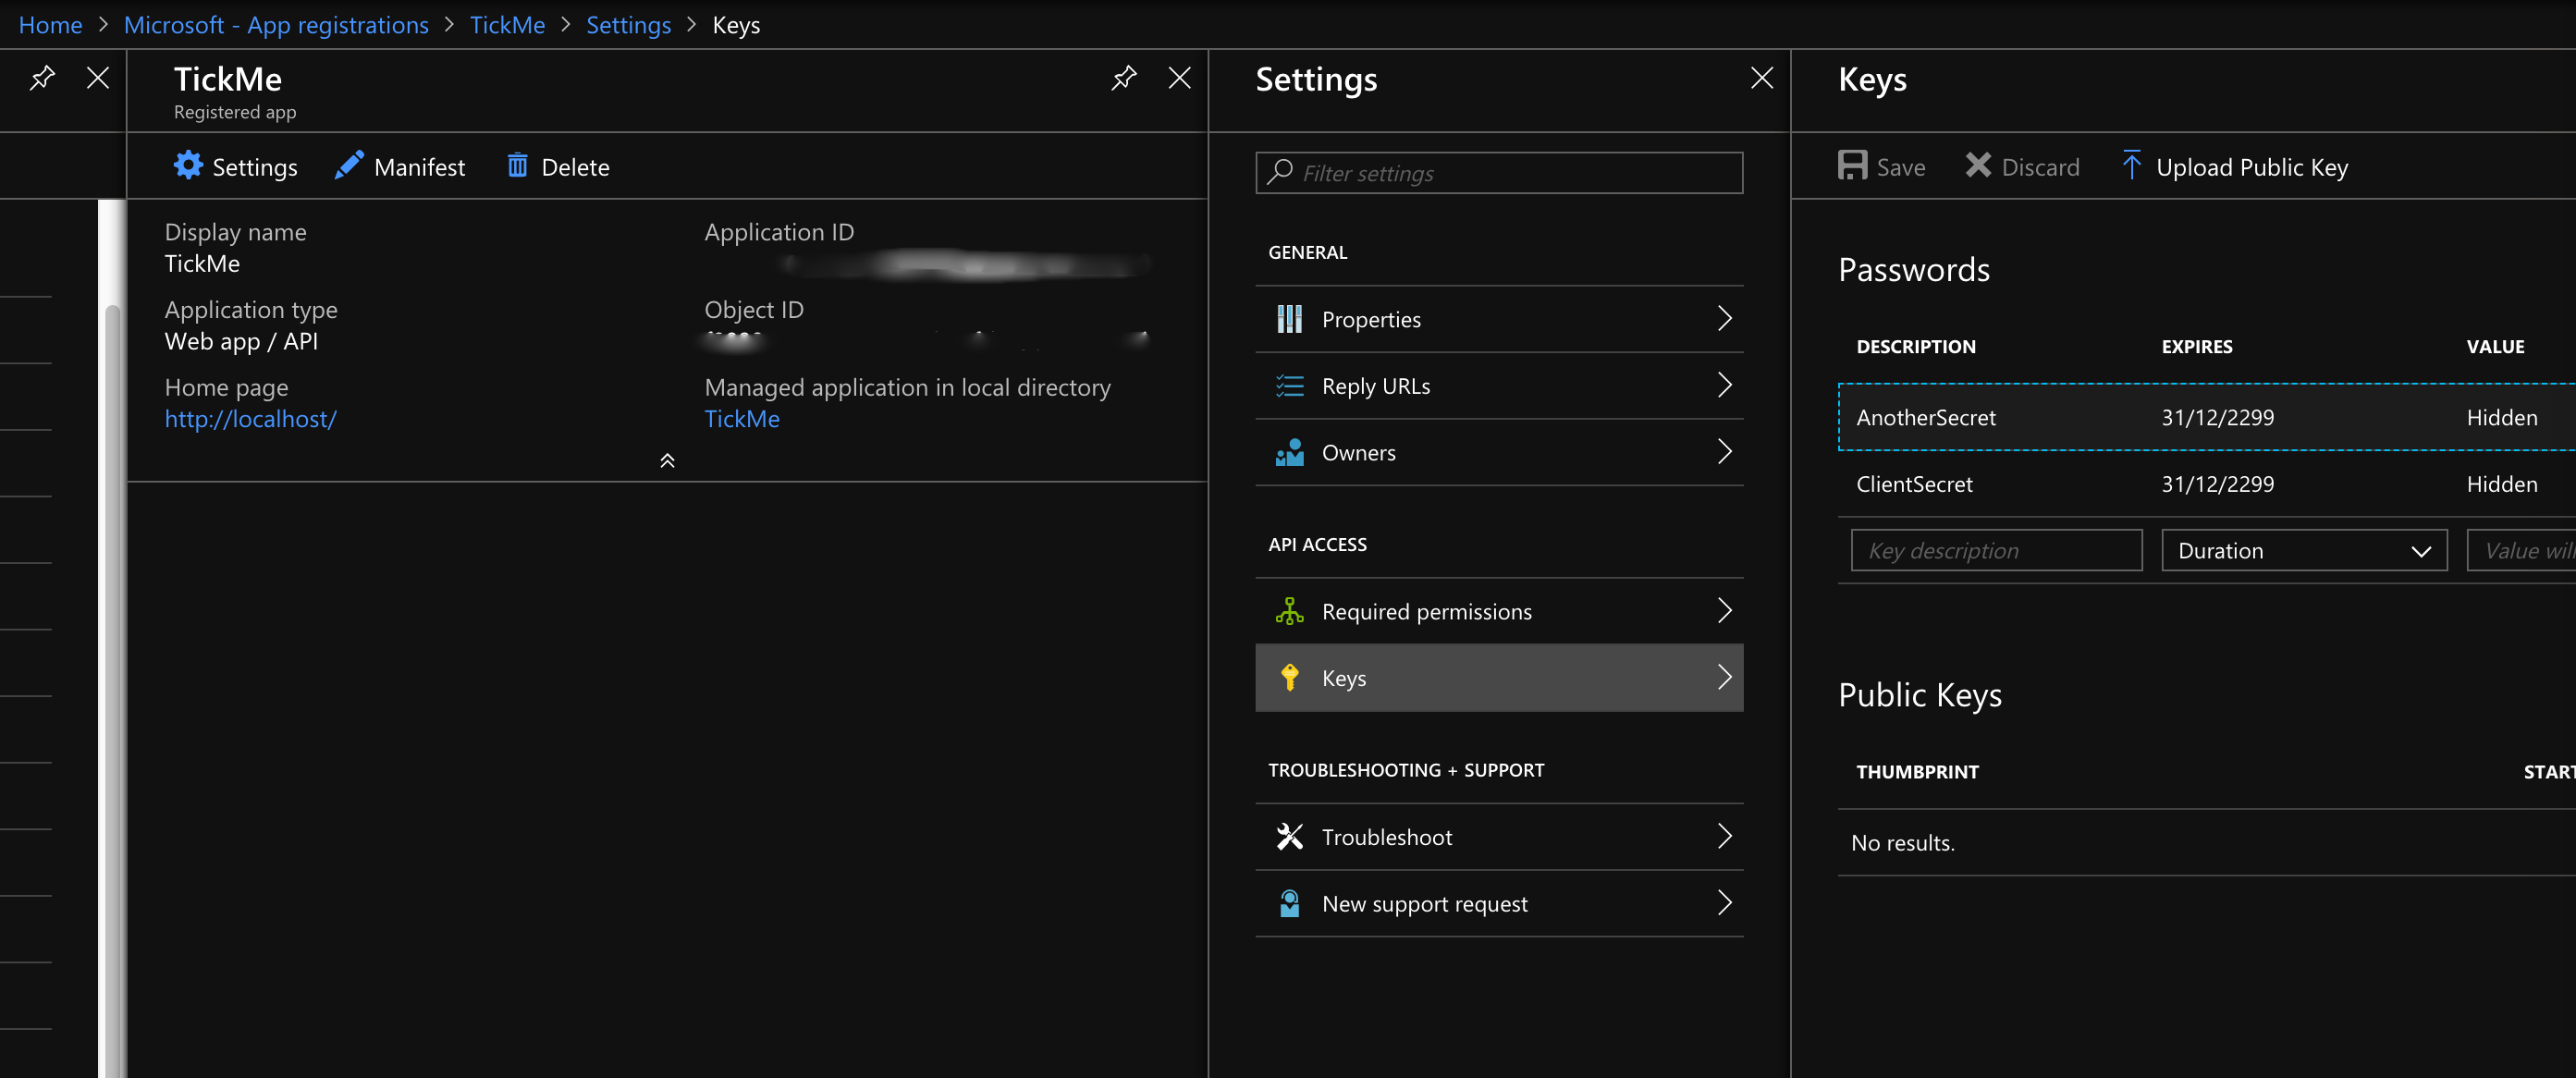 Home > Microsoft - App registrations > TickMe > Settings > Keys
TickMe
Registered app
Settings
Manifest
Delete
Display name
TickMe
Application ID
Application type
Web app / API
Object ID
Home page
http://localhost/
Managed application in local directory
TickMe
Settings
Filter settings
GENERAL
Properties
Reply URLs
Owners
API ACCESS
Required permissions
Keys
TROUBLESHOOTING + SUPPORT
Troubleshoot
New support request
Keys
Save
Discard
Upload Public Key
Passwords
DESCRIPTION EXPIRES VALUE
AnotherSecret 31/12/2299 Hidden
ClientSecret 31/12/2299 Hidden
Key description Duration Value will
Public Keys
THUMBPRINT START
No results.